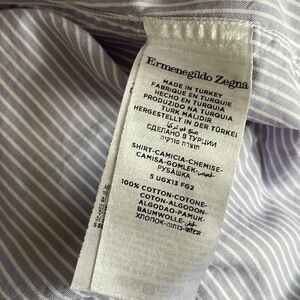 Ermenegildo Zegna
MADE IN TURKEY
FABRIQUE EN TURQUIE
HECHO EN TURQUIA
PRODUZIDO NA TURQUIA
TURK MALIDIR
HERGESTELLT IN DER TÜRKEI
СДЕЛАНО В ТУРЦИИ
SHIRT-CAMICIA-CHEMISE-
CAMISA-GOMLEK-
РУБАШКА
S UGX13 FG2
100% COTTON-COTONE-
COTON-ALGODON-
ALGODAO-PAMUK-
BAUMWOLLE-
ХЛОПОК-כותנה